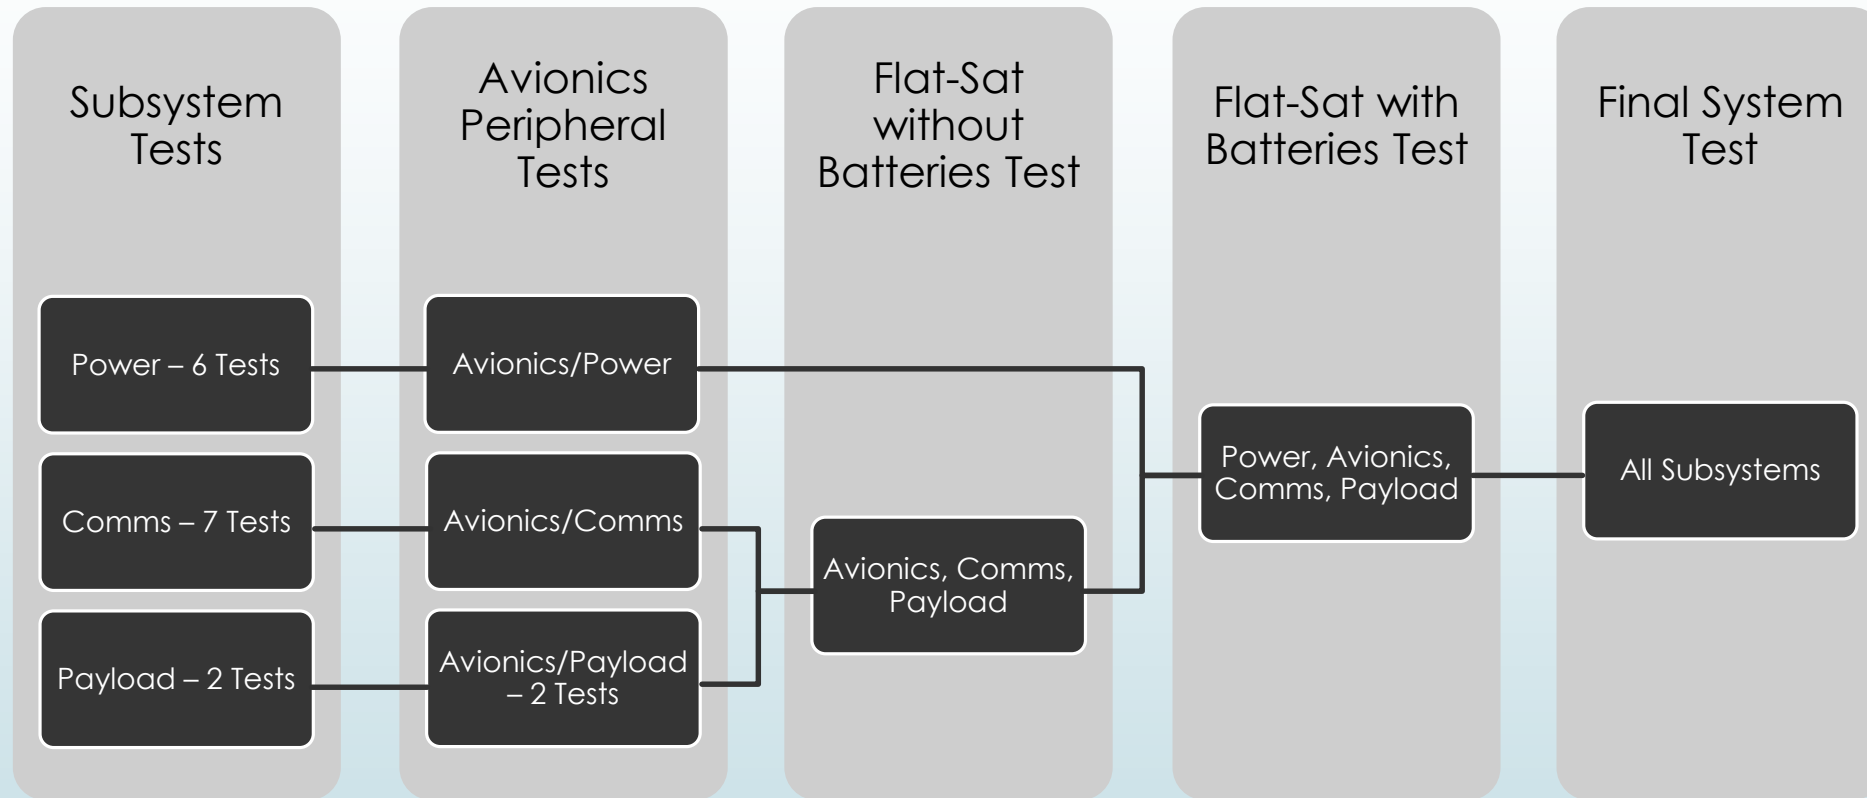 Subsystem
Tests
Avionics
Peripheral
Tests
Flat-Sat
without
Batteries Test
Flat-Sat with
Batteries Test
Final System
Test
Power – 6 Tests
Avionics/Power
Comms – 7 Tests
Avionics/Comms
Payload – 2 Tests
Avionics/Payload
– 2 Tests
Avionics, Comms,
Payload
Power, Avionics,
Comms, Payload
All Subsystems